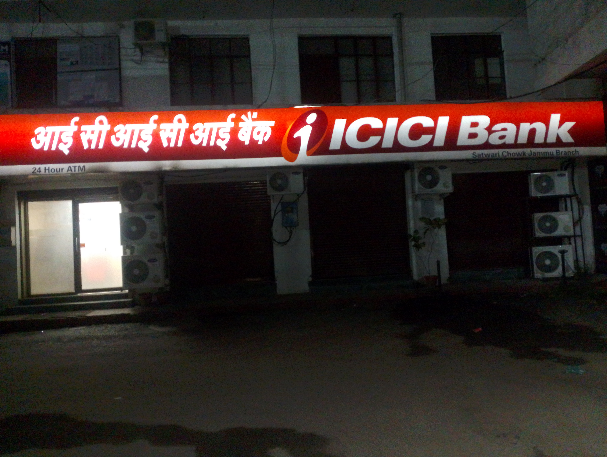 आई सी आई सी आई बैंक ICICI Bank
24 Hour ATM
Satwari Chowk Jammu Branch